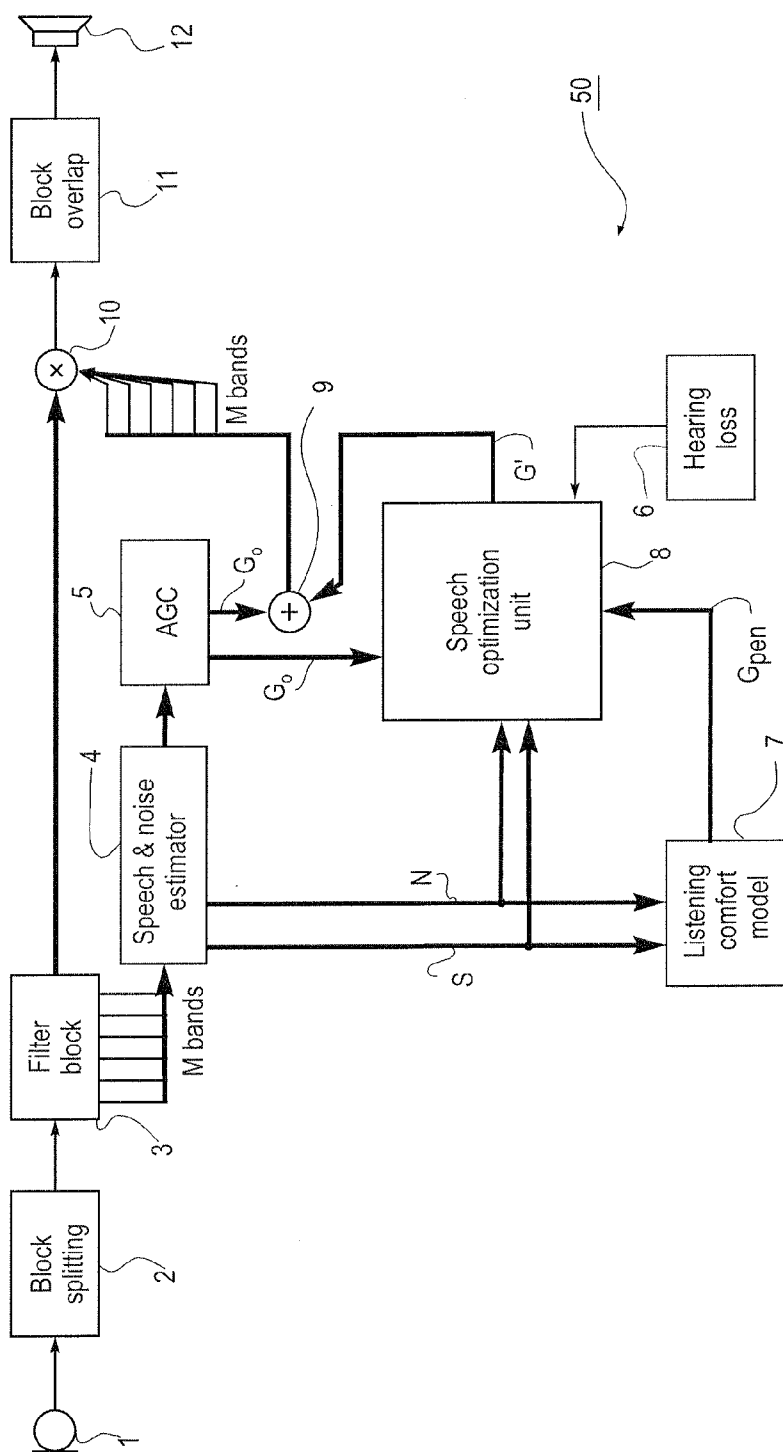 1
Block
splitting
2
Filter
block
3
M bands
Speech & noise
estimator
4
S
N
AGC
5
G₀
G₀
+
9
M bands
×
10
Block
overlap
11
12
Listening
comfort
model
7
Gpen
Speech
optimization
unit
8
G'
Hearing
loss
6
50